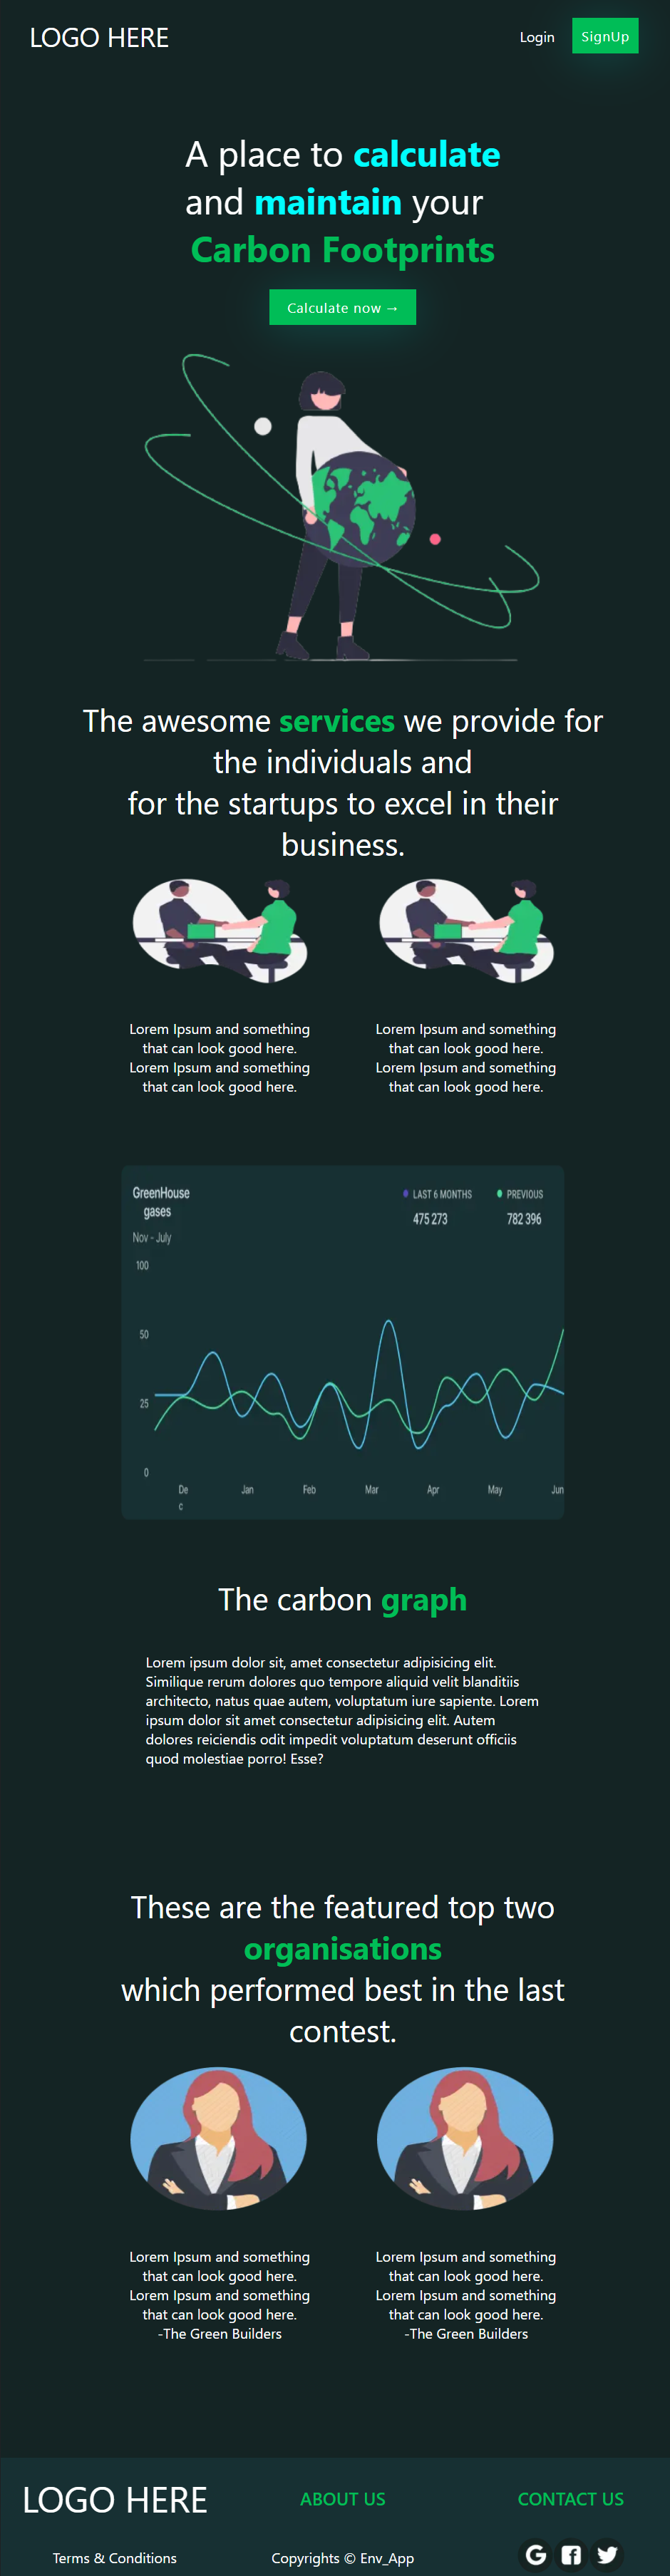 LOGO HERE
Login
SignUp
A place to calculate
and maintain your
Carbon Footprints
Calculate now →
The awesome services we provide for
the individuals and
for the startups to excel in their
business.
Lorem Ipsum and something
that can look good here.
Lorem Ipsum and something
that can look good here.
Lorem Ipsum and something
that can look good here.
Lorem Ipsum and something
that can look good here.
GreenHouse
gases
Nov - July
LAST 6 MONTHS
475 273
PREVIOUS
782 396
100
50
25
0
De
c
Jan
Feb
Mar
Apr
May
Jun
The carbon graph
Lorem ipsum dolor sit, amet consectetur adipisicing elit.
Similique rerum dolores quo tempore aliquid velit blanditiis
architecto, natus quae autem, voluptatum iure sapiente. Lorem
ipsum dolor sit amet consectetur adipisicing elit. Autem
dolores reiciendis odit impedit voluptatum deserunt officiis
quod molestiae porro! Esse?
These are the featured top two
organisations
which performed best in the last
contest.
Lorem Ipsum and something
that can look good here.
Lorem Ipsum and something
that can look good here.
-The Green Builders
Lorem Ipsum and something
that can look good here.
Lorem Ipsum and something
that can look good here.
-The Green Builders
LOGO HERE
ABOUT US
CONTACT US
Terms & Conditions
Copyrights © Env_App